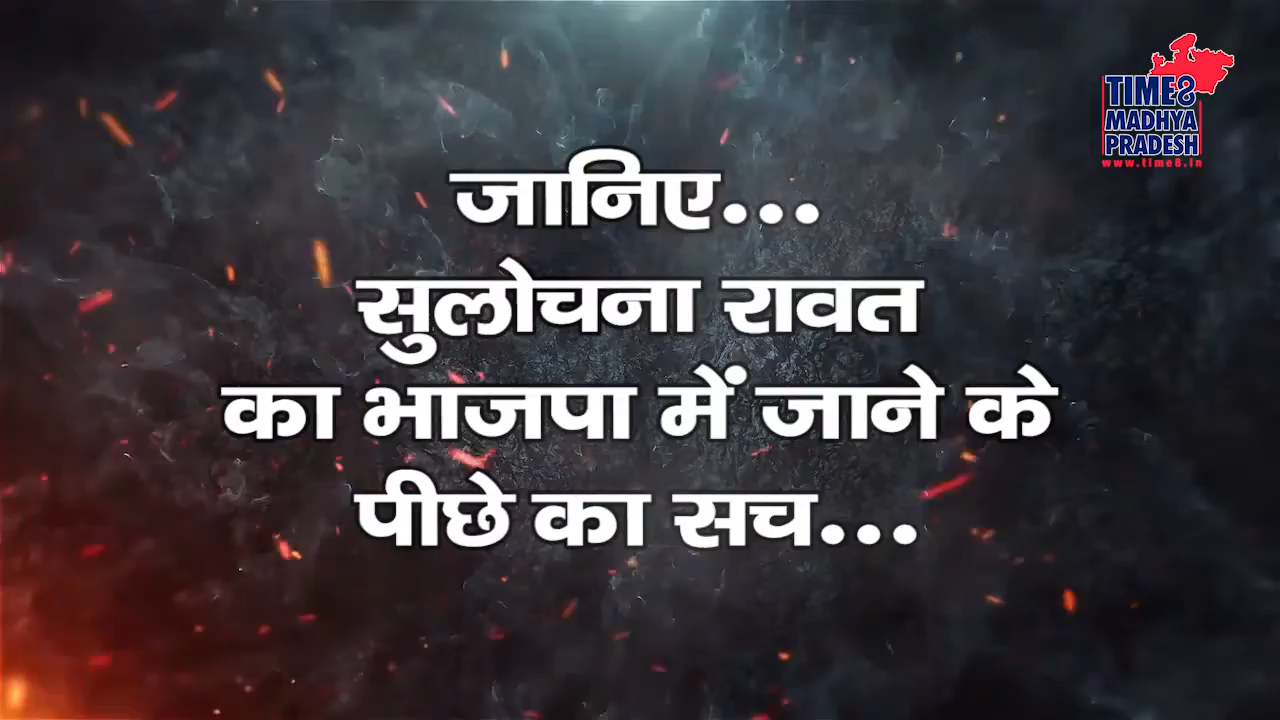 TIME8
MADHYA
PRADESH
www.time8.in
जानिए...
सुलोचना रावत
का भाजपा में जाने के
पीछे का सच...